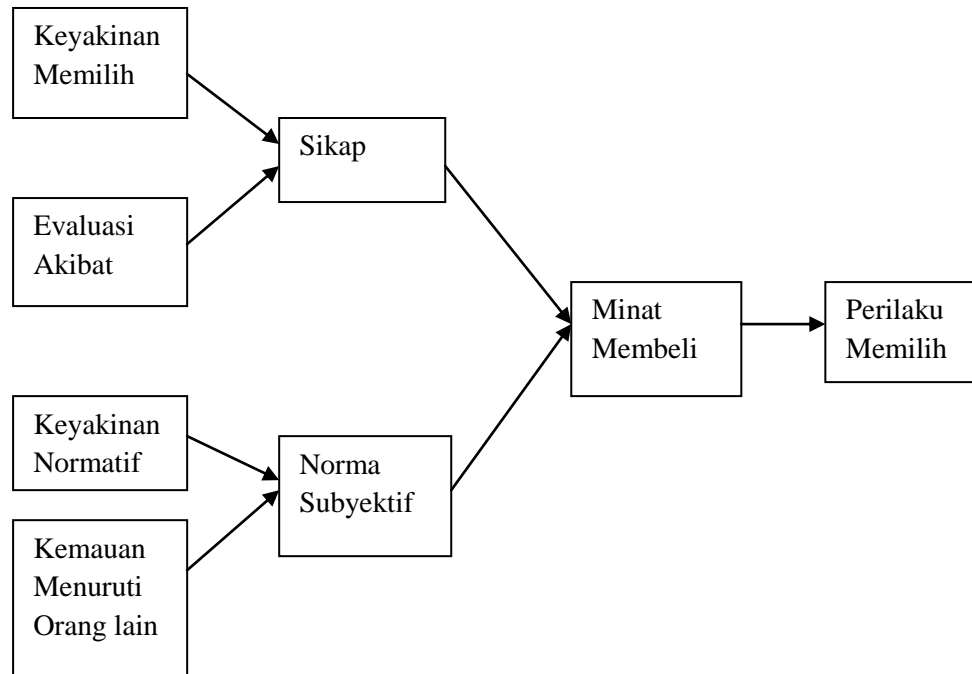 Keyakinan
Memilih
Sikap
Evaluasi
Akibat
Minat
Membeli
Perilaku
Memilih
Keyakinan
Normatif
Norma
Subyektif
Kemauan
Menuruti
Orang lain